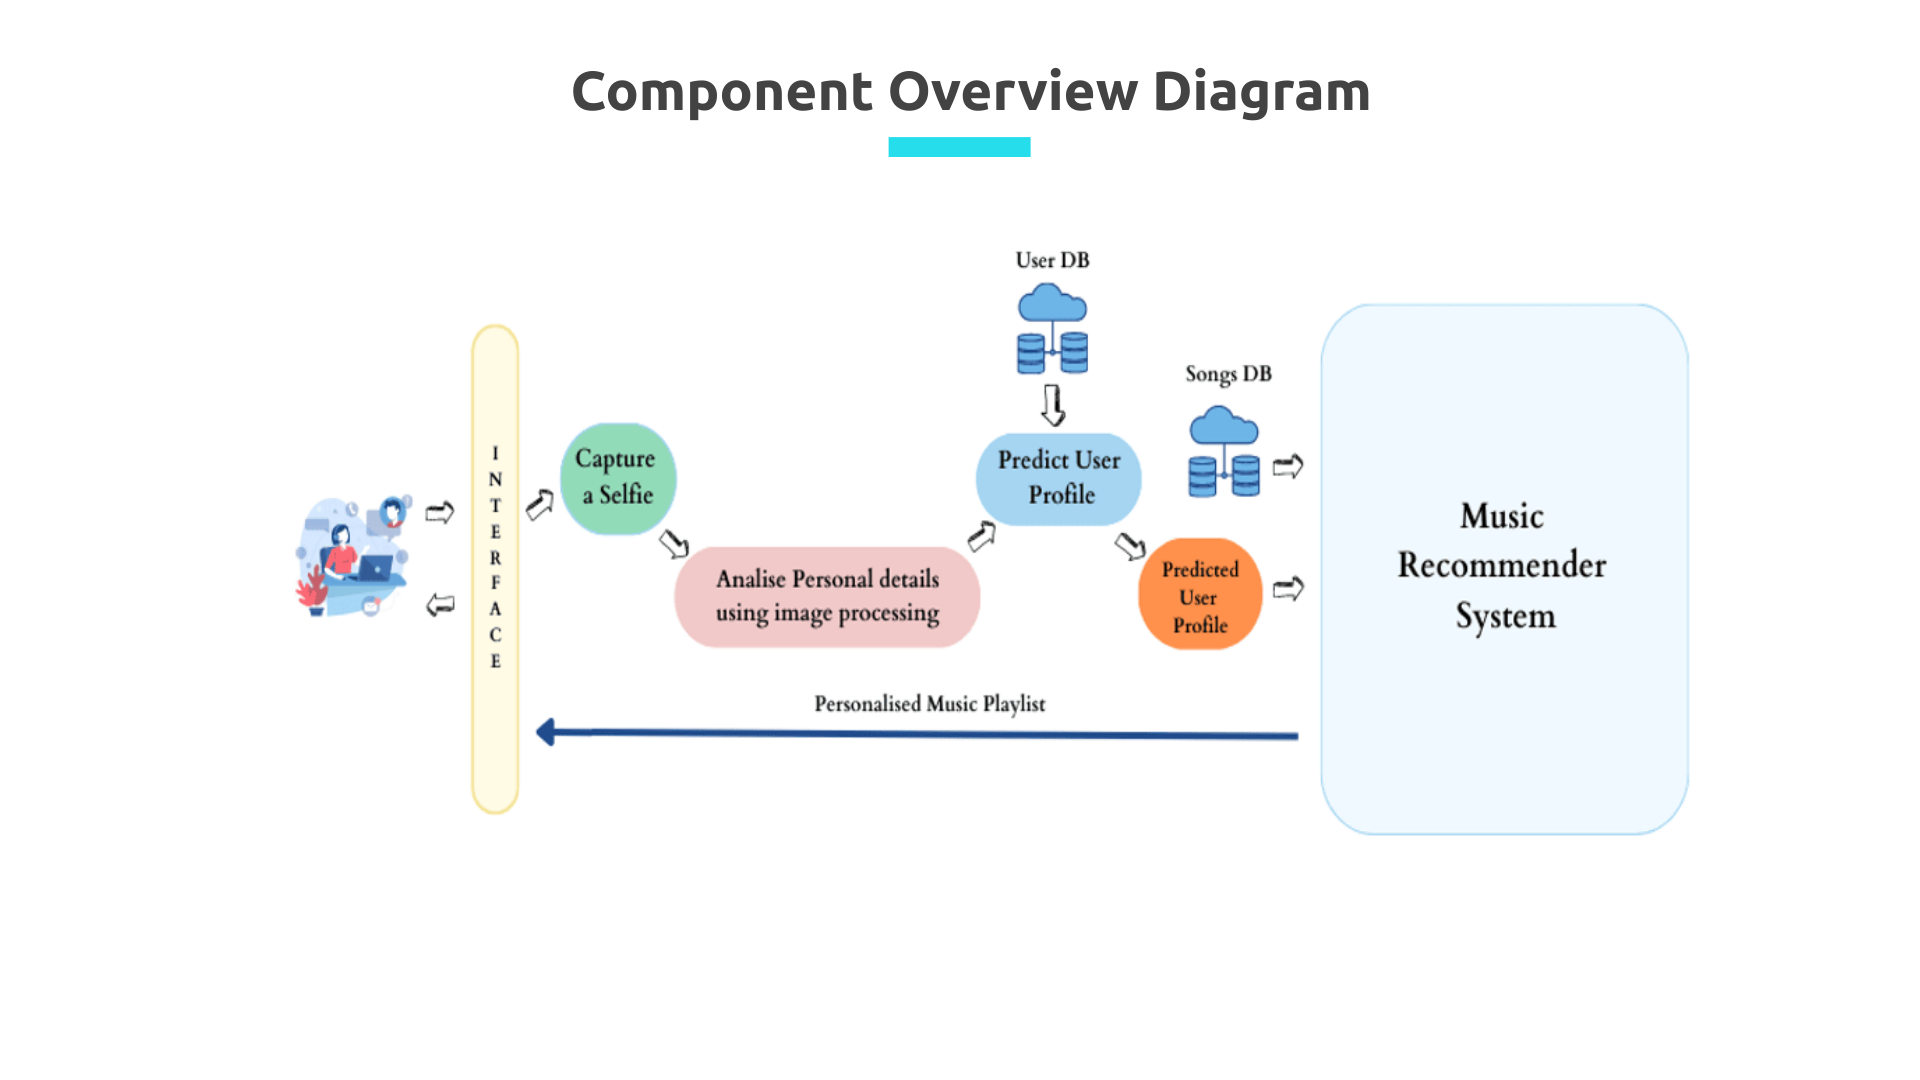 Component Overview Diagram
User DB
Songs DB
INTERFACE
Capture
a Selfie
Analise Personal details
using image processing
Predict User
Profile
Predicted
User
Profile
Music
Recommender
System
Personalised Music Playlist